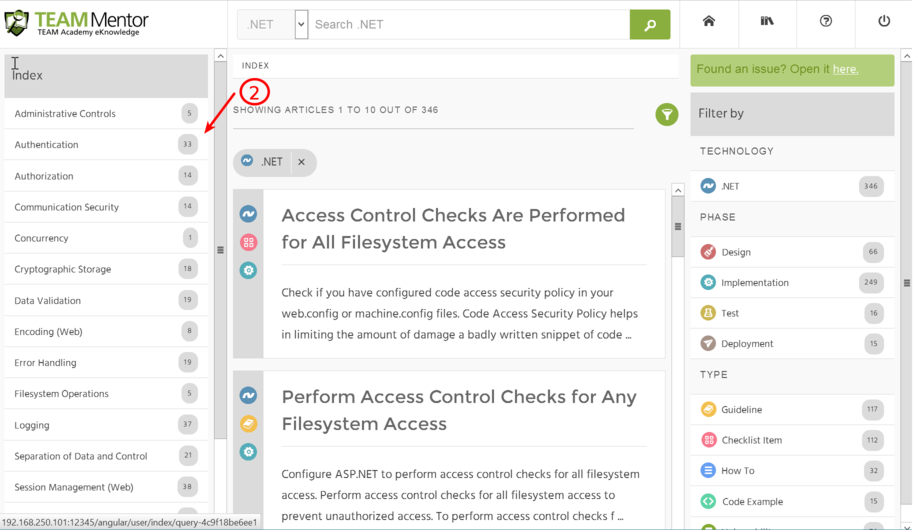 TEAM Mentor
TEAM Academy eKnowledge
.NET
Search .NET
Index
Administrative Controls 5
Authentication 33
Authorization 14
Communication Security 14
Concurrency 1
Cryptographic Storage 18
Data Validation 19
Encoding (Web) 8
Error Handling 19
Filesystem Operations 5
Logging 37
Separation of Data and Control 21
Session Management (Web) 38
192.168.250.101:12345/angular/user/index/query-4c9f18be6ee1
2
INDEX
SHOWING ARTICLES 1 TO 10 OUT OF 346
.NET ×
Access Control Checks Are Performed
for All Filesystem Access
Check if you have configured code access security policy in your
web.config or machine.config files. Code Access Security Policy helps
in limiting the amount of damage a badly written snippet of code ...
Perform Access Control Checks for Any
Filesystem Access
Configure ASP.NET to perform access control checks for all filesystem
access. Perform access control checks for all filesystem access to
prevent unauthorized access. To perform access control checks f ...
Found an issue? Open it here.
Filter by
TECHNOLOGY
.NET 346
PHASE
Design 66
Implementation 249
Test 16
Deployment 15
TYPE
Guideline 117
Checklist Item 112
How To 32
Code Example 15